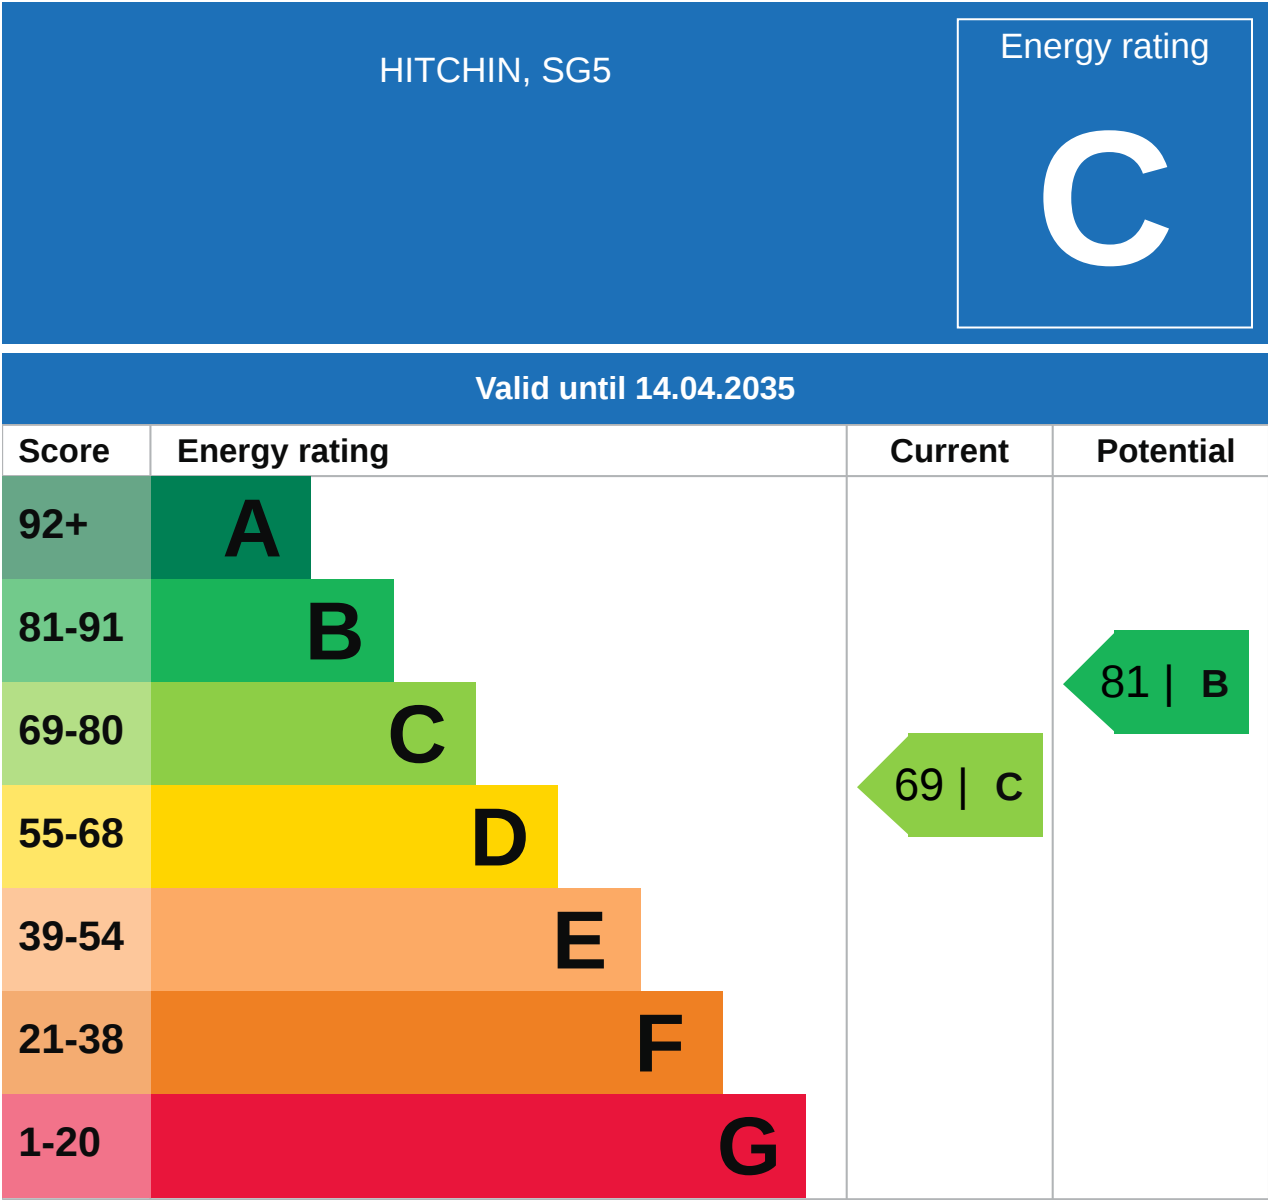 HITCHIN, SG5
Energy rating
C
Valid until 14.04.2035
Score Energy rating Current Potential
92+ A
81-91 B
81 | B
69-80 C
69 | C
55-68 D
39-54 E
21-38 F
1-20 G